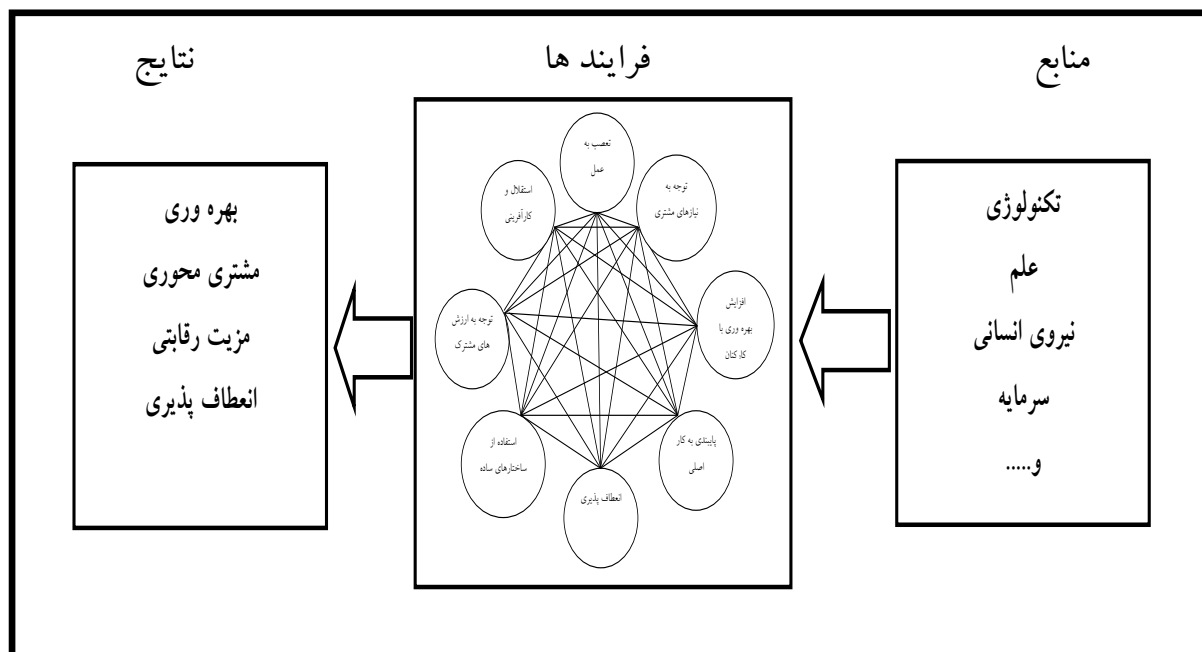 منابع
فرایند ها
نتایج
تکنولوژی
علم
نیروی انسانی
سرمایه
و.....
تعصب به
عمل
توجه به
نیازهای مشتری
افزایش
بهره وری با
کارکنان
پایبندی به کار
اصلی
انعطاف پذیری
استفاده از
ساختارهای ساده
توجه به ارزش
های مشترک
استقلال و
کارآفرینی
بهره وری
مشتری محوری
مزیت رقابتی
انعطاف پذیری